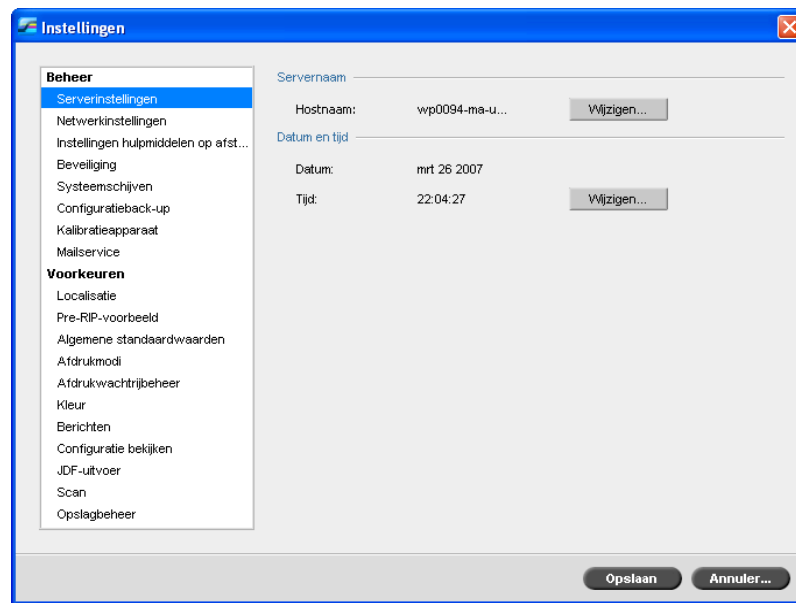 Instellingen
Beheer
Serverinstellingen
Netwerkinstellingen
Instellingen hulpmiddelen op afst...
Beveiliging
Systeemschijven
Configuratieback-up
Kalibratieapparaat
Mailservice
Voorkeuren
Localisatie
Pre-RIP-voorbeeld
Algemene standaardwaarden
Afdrukmodi
Afdrukwachtrijbeheer
Kleur
Berichten
Configuratie bekijken
JDF-uitvoer
Scan
Opslagbeheer
Servernaam
Hostnaam: wp0094-ma-u... Wijzigen...
Datum en tijd
Datum: mrt 26 2007
Tijd: 22:04:27 Wijzigen...
Opslaan Annuler...